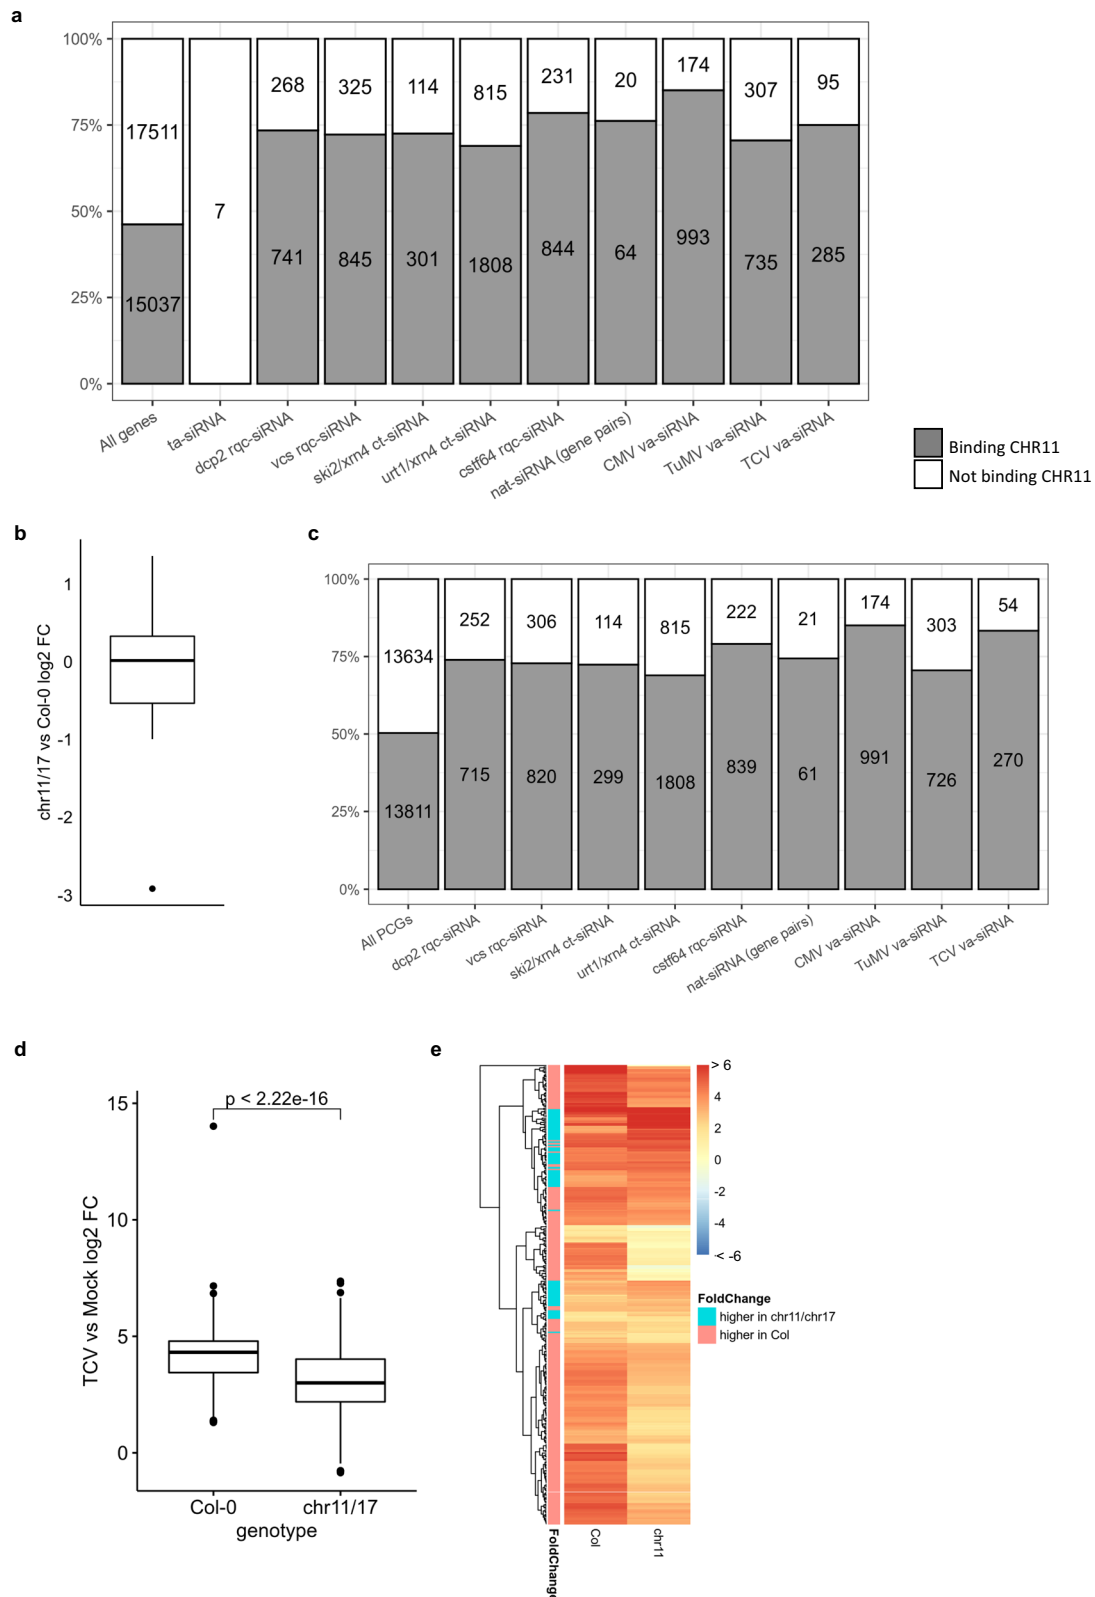 a
100%
75%
50%
25%
0%
17511
15037
7
268
741
325
845
114
301
815
1808
231
844
20
64
174
993
307
735
95
285
All genes
ta-siRNA
dcp2 rqc-siRNA
vcs rqc-siRNA
ski2/xrn4 ct-siRNA
urt1/xrn4 ct-siRNA
cstf64 rqc-siRNA
nat-siRNA (gene pairs)
CMV va-siRNA
TuMV va-siRNA
TCV va-siRNA
Binding CHR11
Not binding CHR11
b
chr11/17 vs Col-0 log2 FC
1
0
-1
-2
-3
c
100%
75%
50%
25%
0%
13634
13811
252
715
306
820
114
299
815
1808
222
839
21
61
174
991
303
726
54
270
All PCGs
dcp2 rqc-siRNA
vcs rqc-siRNA
ski2/xrn4 ct-siRNA
urt1/xrn4 ct-siRNA
cstf64 rqc-siRNA
nat-siRNA (gene pairs)
CMV va-siRNA
TuMV va-siRNA
TCV va-siRNA
d
TCV vs Mock log2 FC
15
10
5
0
p < 2.22e-16
Col-0
chr11/17
genotype
e
> 6
4
2
0
-2
-4
< -6
FoldChange
higher in chr11/chr17
higher in Col
FoldChange
Col
chr11